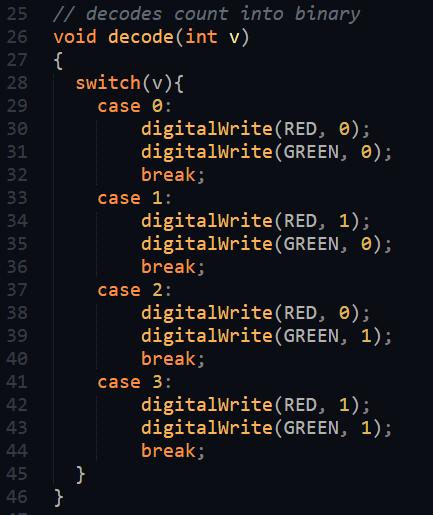 25 // decodes count into binary
26 void decode(int v)
27 {
28   switch(v){
29     case 0:
30         digitalWrite(RED, 0);
31         digitalWrite(GREEN, 0);
32         break;
33     case 1:
34         digitalWrite(RED, 1);
35         digitalWrite(GREEN, 0);
36         break;
37     case 2:
38         digitalWrite(RED, 0);
39         digitalWrite(GREEN, 1);
40         break;
41     case 3:
42         digitalWrite(RED, 1);
43         digitalWrite(GREEN, 1);
44         break;
45   }
46 }